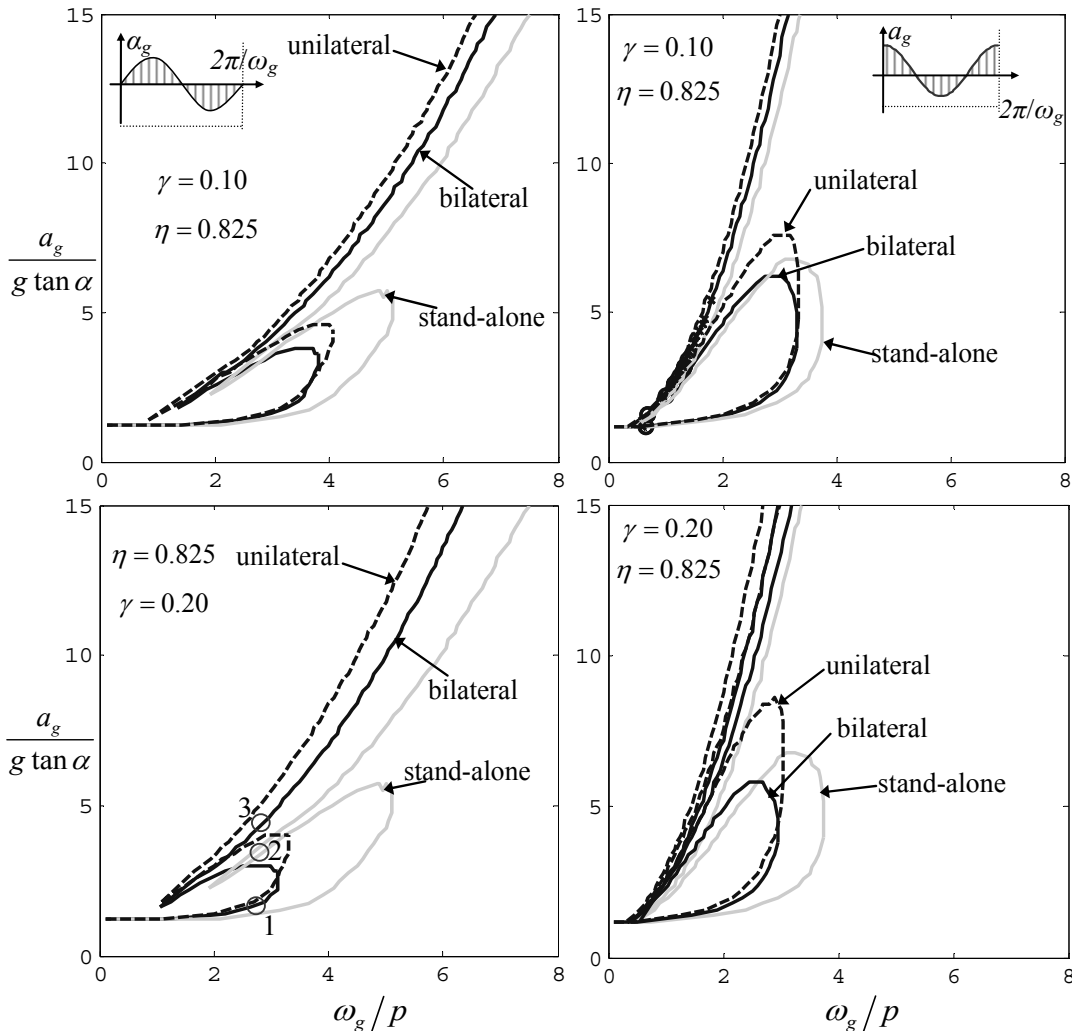 15
α_g
2π/ω_g
unilateral
bilateral
γ = 0.10
η = 0.825
stand-alone
a_g / g tan α
10
5
0
0 2 4 6 8
15
γ = 0.10
η = 0.825
a_g
2π/ω_g
unilateral
bilateral
stand-alone
10
5
0
0 2 4 6 8
15
η = 0.825
γ = 0.20
unilateral
bilateral
stand-alone
3
2
1
a_g / g tan α
10
5
0
0 2 4 6 8
ω_g / p
15
γ = 0.20
η = 0.825
unilateral
bilateral
stand-alone
10
5
0
0 2 4 6 8
ω_g / p